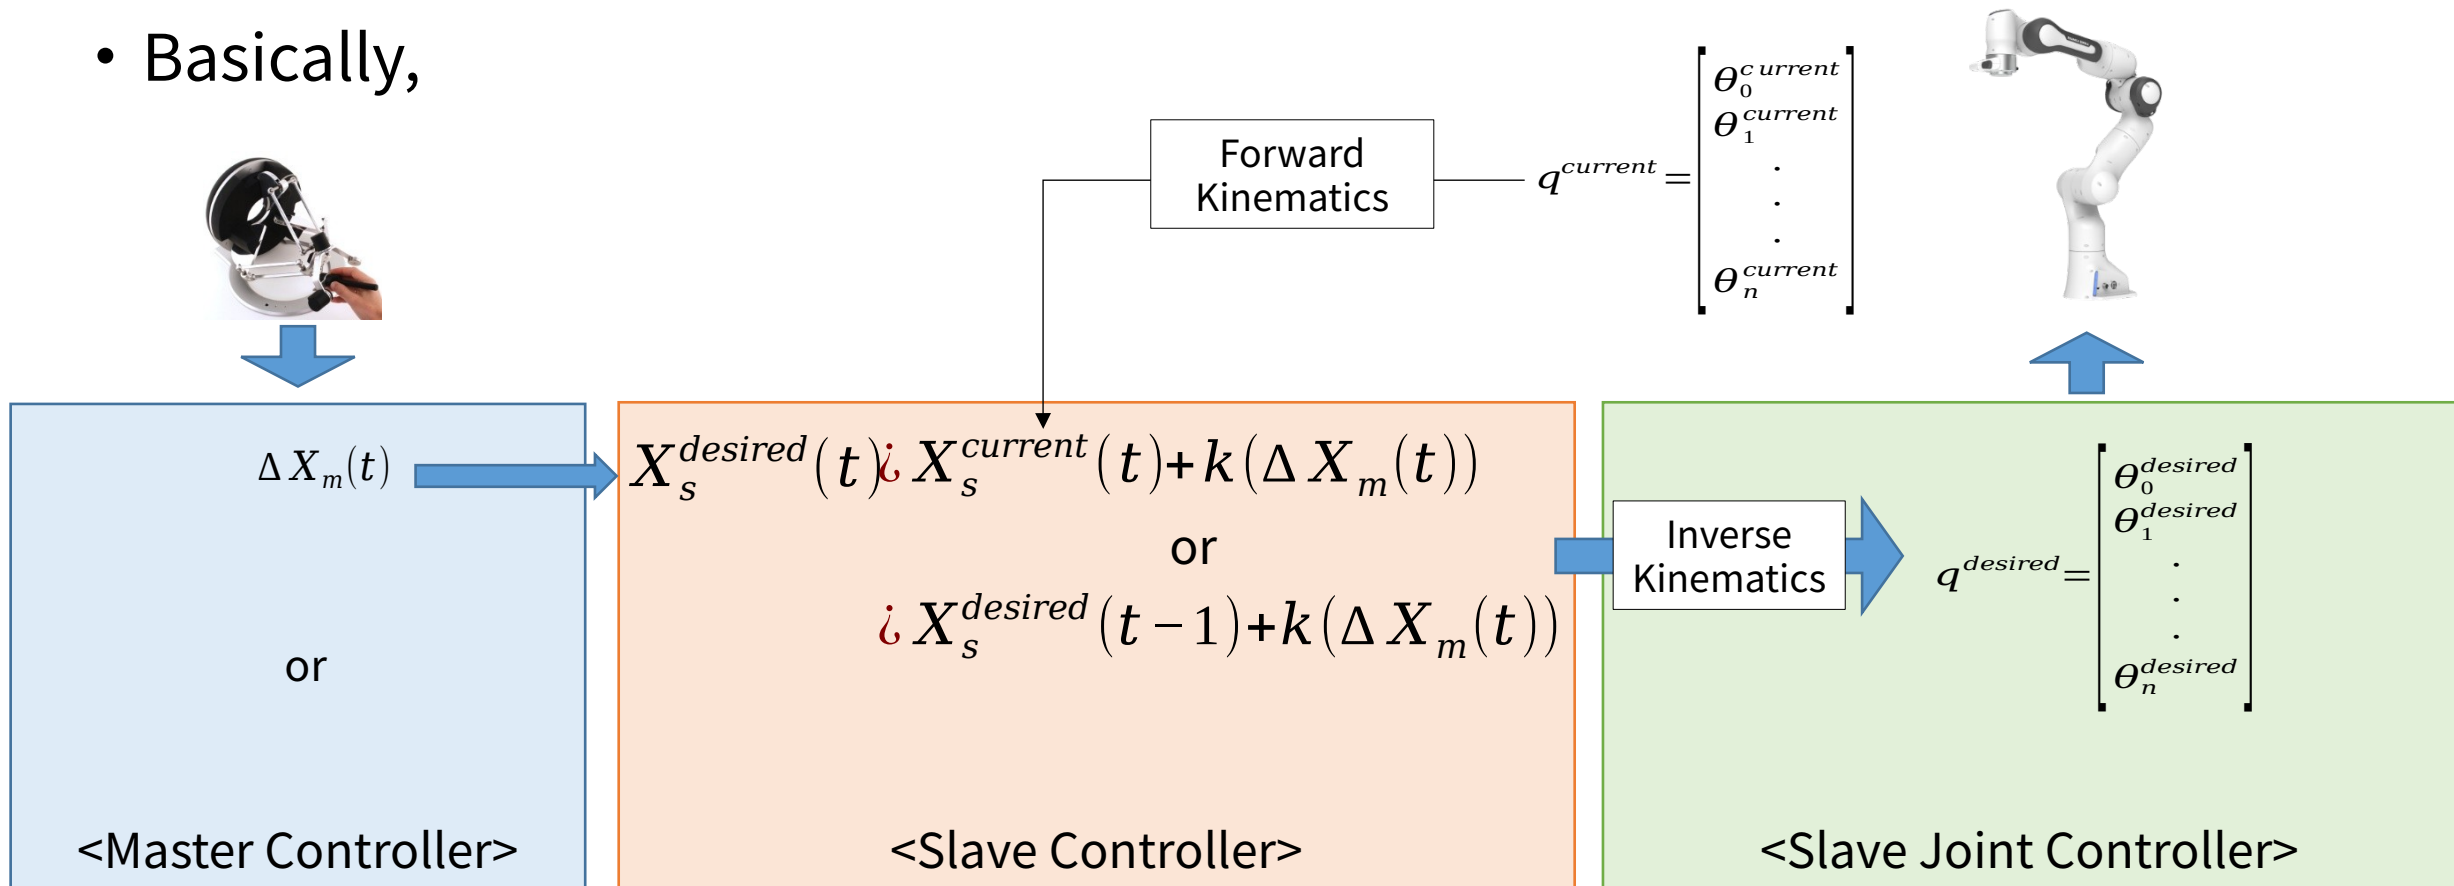 • Basically,
Forward
Kinematics
q^{current} = [θ_0^{current} θ_1^{current} . . . θ_n^{current}]
ΔX_m(t)
or
<Master Controller>
X_s^{desired}(t) ¿ X_s^{current}(t)+k(ΔX_m(t))
or
¿ X_s^{desired}(t−1)+k(ΔX_m(t))
<Slave Controller>
Inverse
Kinematics
q^{desired} = [θ_0^{desired} θ_1^{desired} . . . θ_n^{desired}]
<Slave Joint Controller>